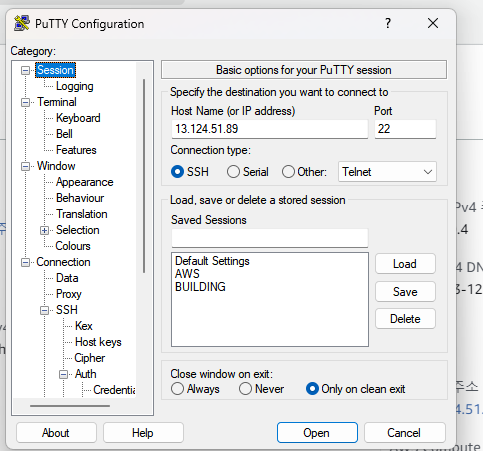 PuTTY Configuration
? ×
Category:
Session
Logging
Terminal
Keyboard
Bell
Features
Window
Appearance
Behaviour
Translation
Selection
Colours
Connection
Data
Proxy
SSH
Kex
Host keys
Cipher
Auth
Credentia
Basic options for your PuTTY session
Specify the destination you want to connect to
Host Name (or IP address) Port
13.124.51.89 22
Connection type:
SSH Serial Other: Telnet
Load, save or delete a stored session
Saved Sessions
Default Settings
AWS
BUILDING
Load
Save
Delete
Close window on exit:
Always Never Only on clean exit
About Help Open Cancel
.4
4 DN
3-12
주소
4.51.